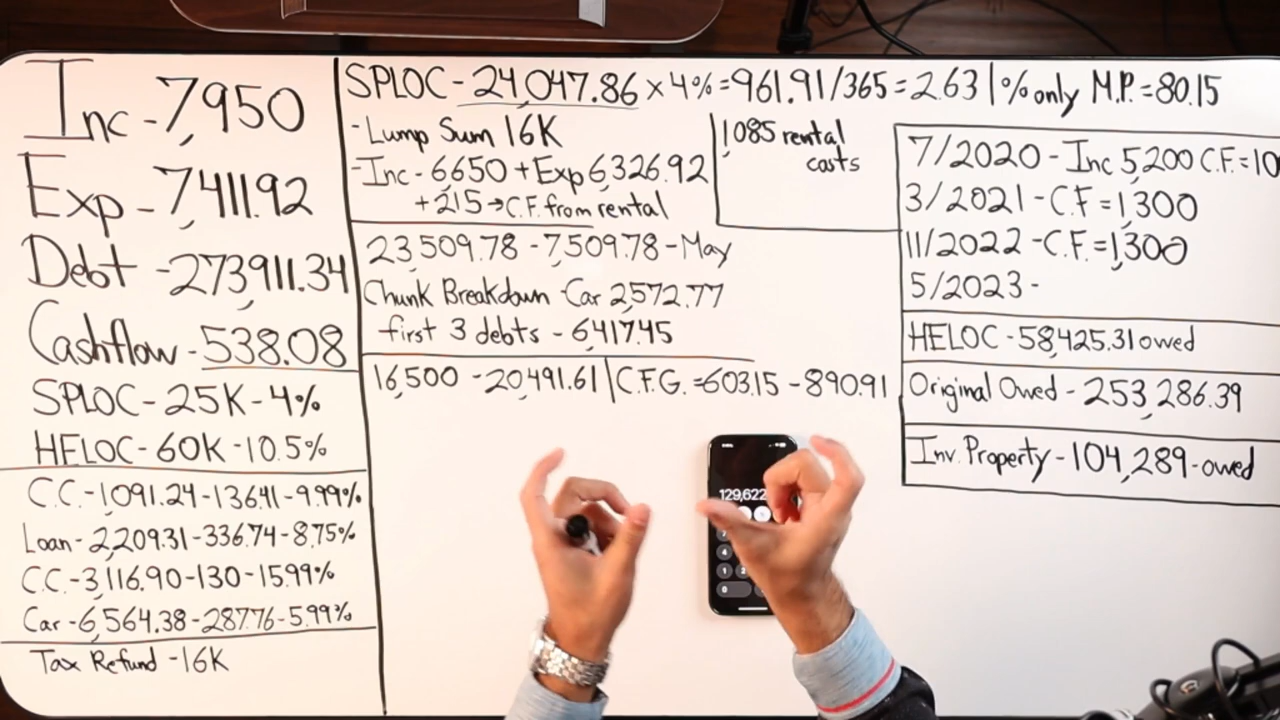 Inc - 7,950
Exp - 7,411.92
Debt - 273,911.34
Cashflow - 538.08
SPLOC - 25K - 4%
HELOC - 60K - 10.5%
C.C. - 1091.24 - 136.41 - 9.99%
Loan - 2,209.31 - 336.74 - 8.75%
C.C. - 3,116.90 - 130 - 15.99%
Car - 6,564.38 - 287.76 - 5.99%
Tax Refund - 16K
SPLOC - 24,047.86 x 4% = 961.91/365 = 2.63 | % only M.P. = 80.15
- Lump Sum 16K
- Inc - 6650 + Exp 6,326.92
+215 → C.F. from rental
1,085 rental
costs
23,509.78 - 7,509.78 - May
Chunk Breakdown - Car 2,572.77
first 3 debts - 6,417.45
16,500 - 20,491.61 | C.F.G. = 603.15 - 890.91
7/2020 - Inc 5,200 C.F. = 10
3/2021 - C.F = 1,300
11/2022 - C.F. = 1,300
5/2023 -
HELOC - 58,425.31 owed
Original Owed - 253,286.39
Inv. Property - 104,289 - owed
129,622